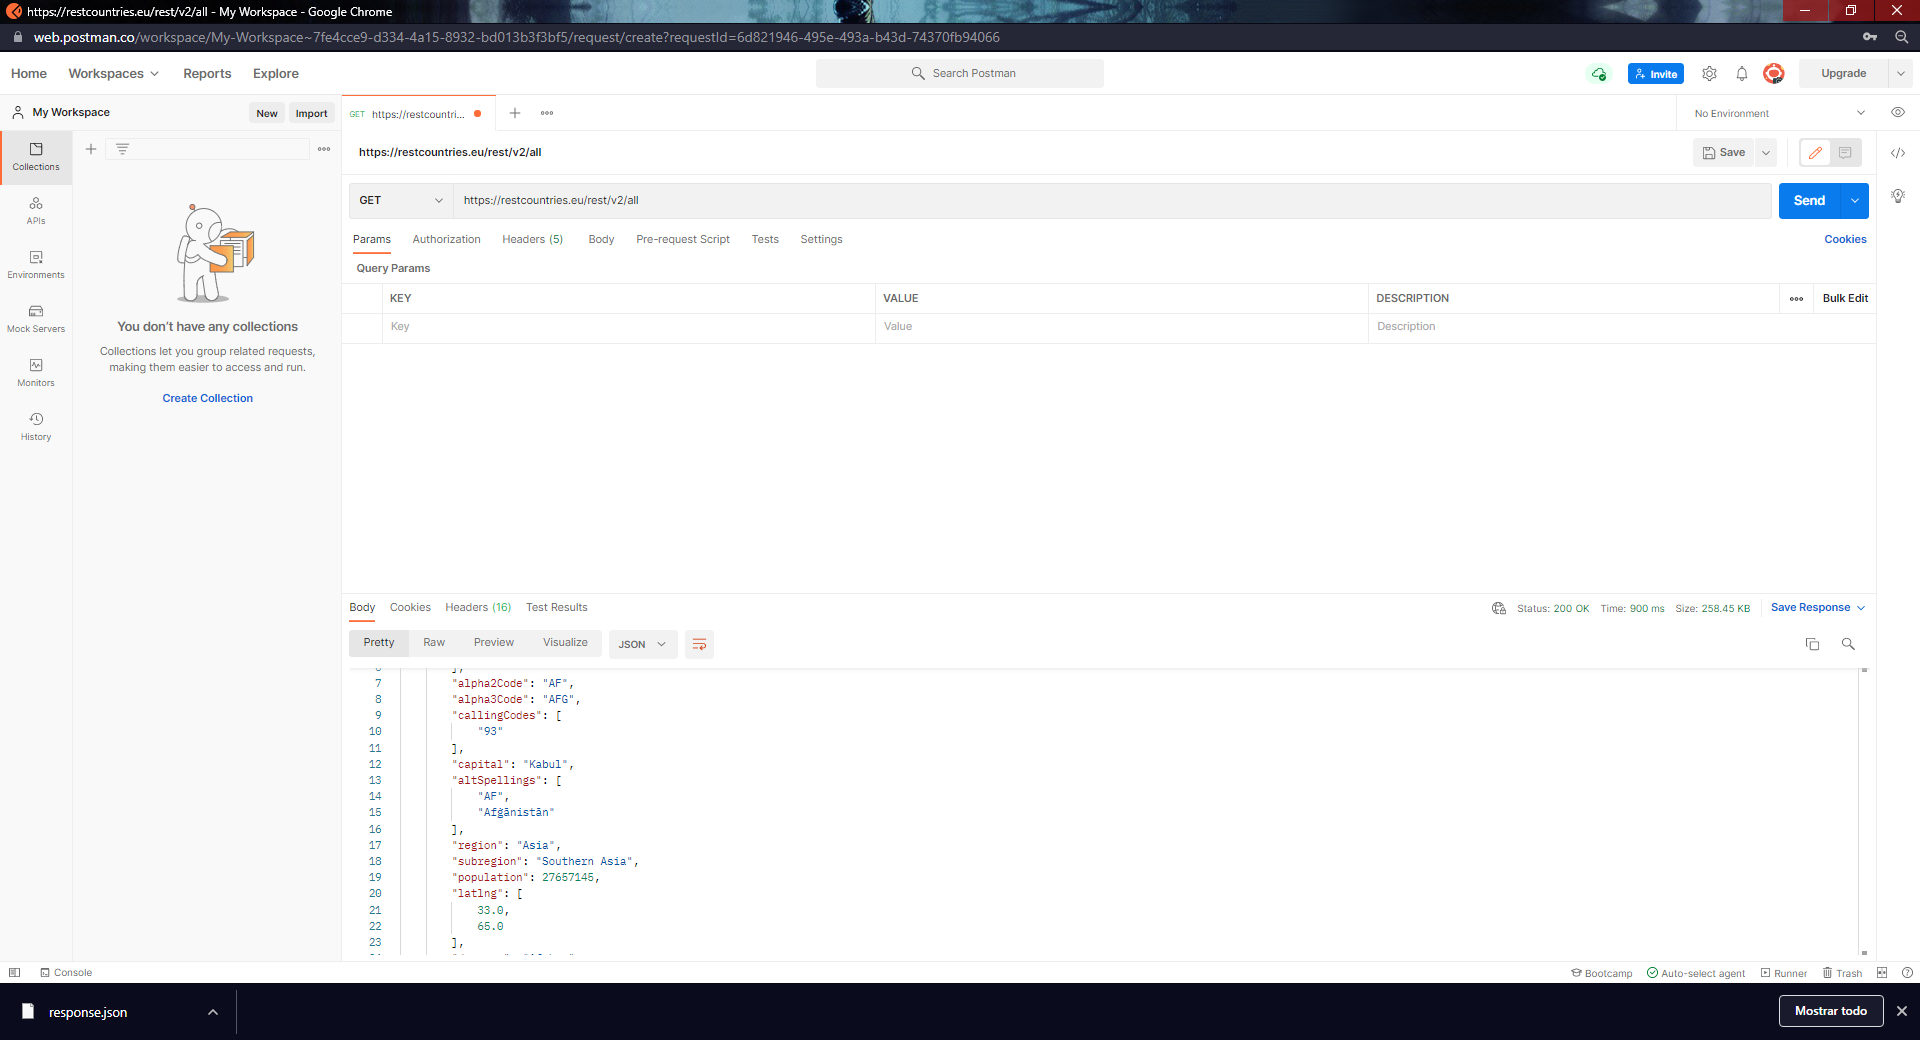 https://restcountries.eu/rest/v2/all - My Workspace - Google Chrome
web.postman.co/workspace/My-Workspace~7fe4cce9-d334-4a15-8932-bd013b3f3bf5/request/create?requestId=6d821946-495e-493a-b43d-74370fb94066
Home Workspaces Reports Explore Search Postman Invite Upgrade
My Workspace New Import GET https://restcountri... No Environment
https://restcountries.eu/rest/v2/all Save
Collections
APIs
Environments
Mock Servers
Monitors
History
You don't have any collections
Collections let you group related requests,
making them easier to access and run.
Create Collection
GET https://restcountries.eu/rest/v2/all Send
Params Authorization Headers (5) Body Pre-request Script Tests Settings Cookies
Query Params
KEY VALUE DESCRIPTION Bulk Edit
Key Value Description
Body Cookies Headers (16) Test Results Status: 200 OK Time: 900 ms Size: 258.45 KB Save Response
Pretty Raw Preview Visualize JSON
7 "alpha2Code": "AF",
8 "alpha3Code": "AFG",
9 "callingCodes": [
10 "93"
11 ],
12 "capital": "Kabul",
13 "altSpellings": [
14 "AF",
15 "Afġānistān"
16 ],
17 "region": "Asia",
18 "subregion": "Southern Asia",
19 "population": 27657145,
20 "latlng": [
21 33.0,
22 65.0
23 ],
Console Bootcamp Auto-select agent Runner Trash
response.json Mostrar todo